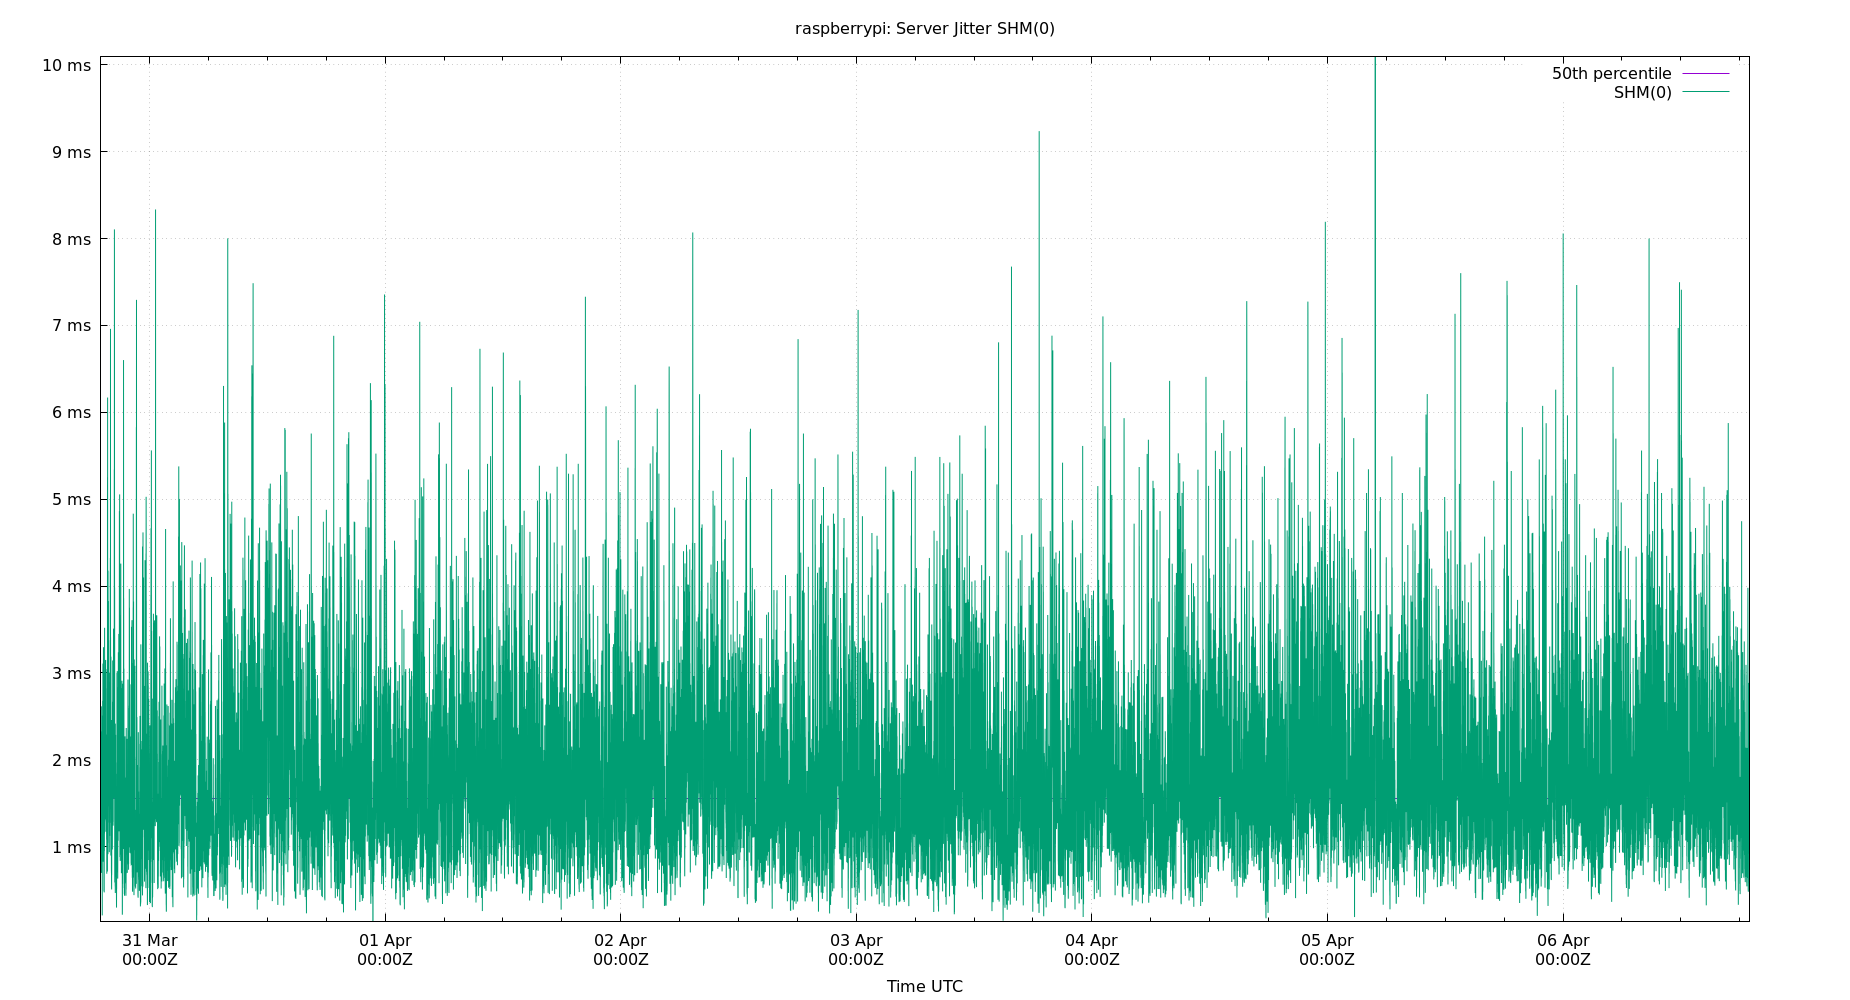 raspberrypi: Server Jitter SHM(0)
50th percentile
SHM(0)
10 ms
9 ms
8 ms
7 ms
6 ms
5 ms
4 ms
3 ms
2 ms
1 ms
31 Mar 01 Apr 02 Apr 03 Apr 04 Apr 05 Apr 06 Apr
00:00Z 00:00Z 00:00Z 00:00Z 00:00Z 00:00Z 00:00Z
Time UTC